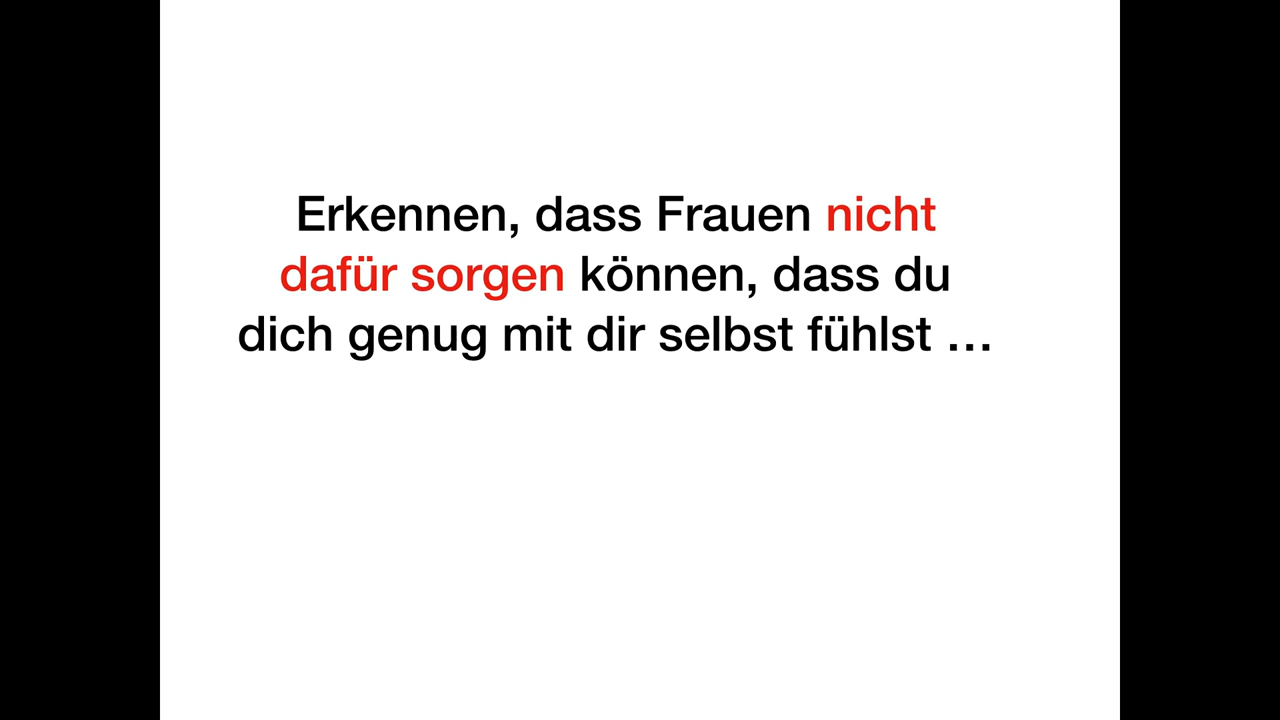 Erkennen, dass Frauen nicht
dafür sorgen können, dass du
dich genug mit dir selbst fühlst …